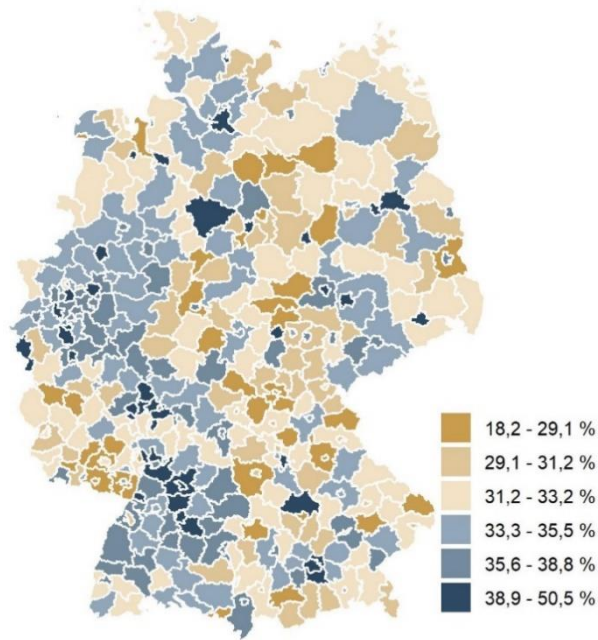 18,2 - 29,1 %
29,1 - 31,2 %
31,2 - 33,2 %
33,3 - 35,5 %
35,6 - 38,8 %
38,9 - 50,5 %